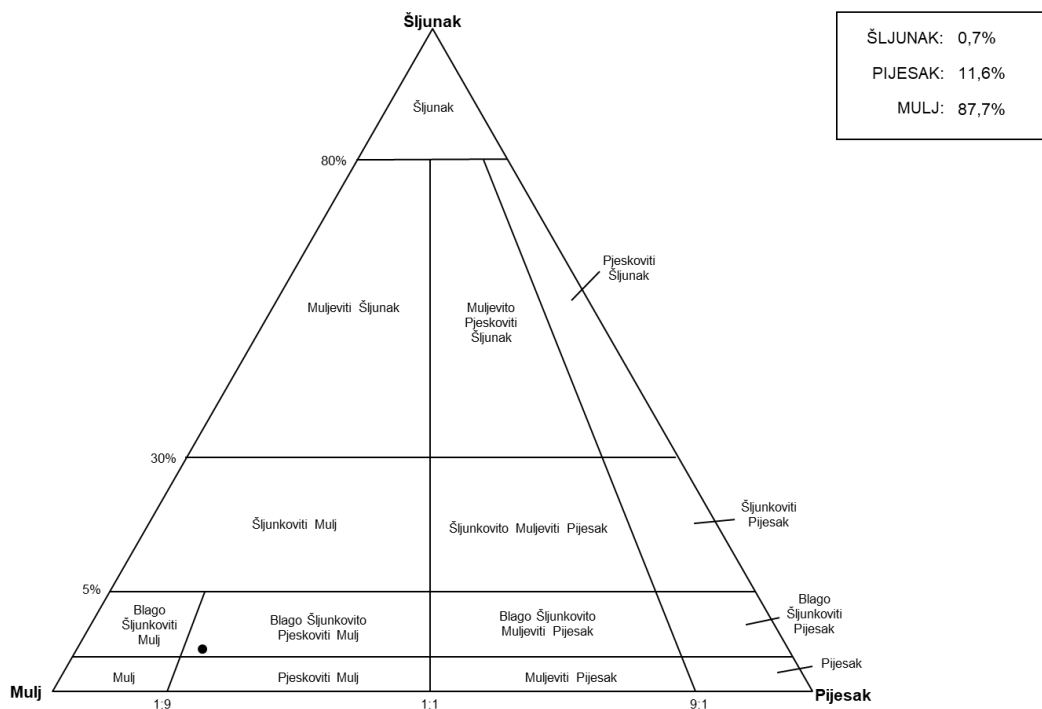 Šljunak
ŠLJUNAK: 0,7%
PIJESAK: 11,6%
MULJ: 87,7%
Šljunak
80%
Pjeskoviti
Šljunak
Muljeviti Šljunak
Muljevito
Pjeskoviti
Šljunak
30%
Šljunkoviti Mulj
Šljunkovito Muljeviti Pijesak
Šljunkoviti
Pijesak
5%
Blago
Šljunkoviti
Mulj
Blago Šljunkovito
Pjeskoviti Mulj
Blago Šljunkovito
Muljeviti Pijesak
Blago
Šljunkoviti
Pijesak
Mulj
Mulj
Pjeskoviti Mulj
Muljeviti Pijesak
Pijesak
Pijesak
1:9
1:1
9:1